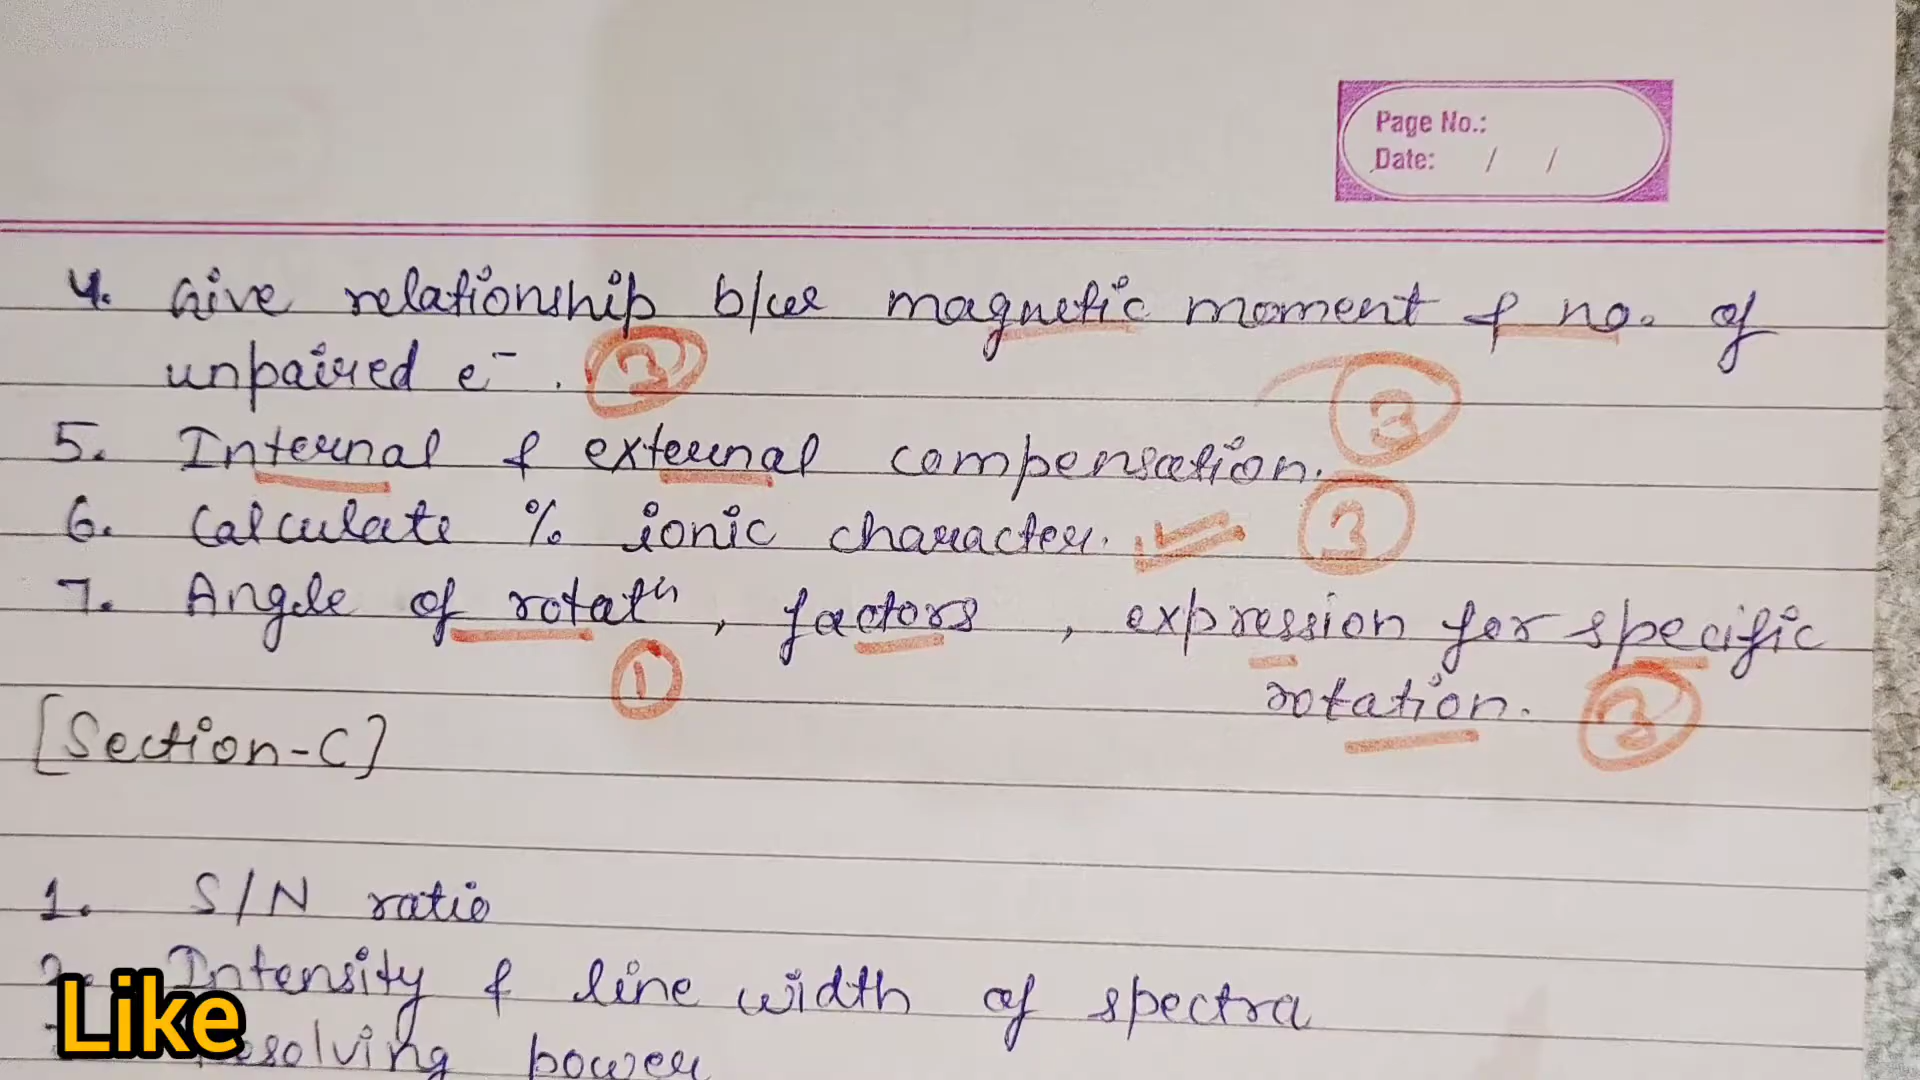 Page No.:
Date: / /
4. Give relationship b/w magnetic moment & no. of
unpaired e⁻.
3
5. Internal & external compensation.
3
6. Calculate % ionic character.
3
7. Angle of rotatⁿ, factors, expression for specific
1
rotation.
[Section-C]
1. S/N ratio
2. Intensity & line width of spectra
Resolving power
Like